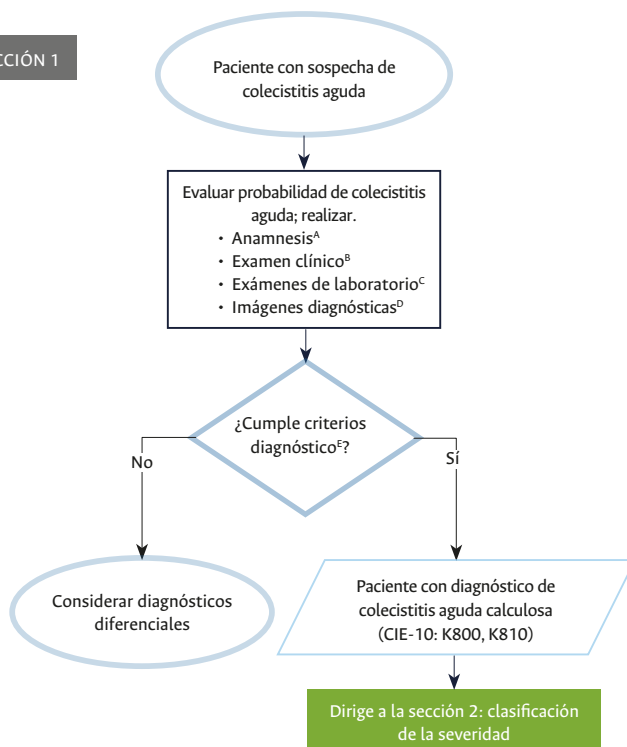 CCIÓN 1
Paciente con sospecha de
colecistitis aguda
Evaluar probabilidad de colecistitis
aguda; realizar.
• Anamnesisᴬ
• Examen clínicoᴮ
• Exámenes de laboratorioᶜ
• Imágenes diagnósticasᴰ
¿Cumple criterios
diagnósticoᴱ?
No
Sí
Considerar diagnósticos
diferenciales
Paciente con diagnóstico de
colecistitis aguda calculosa
(CIE-10: K800, K810)
Dirige a la sección 2: clasificación
de la severidad